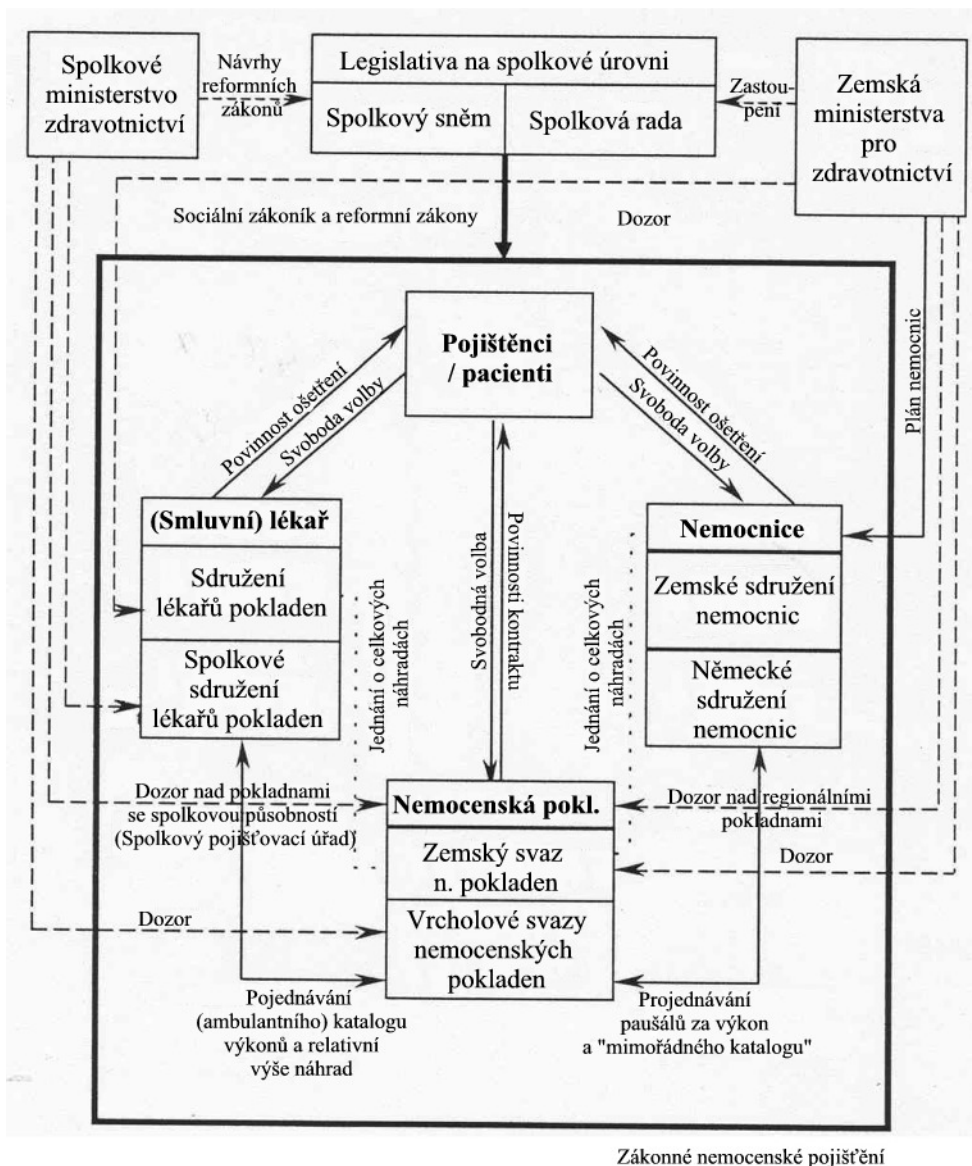 Spolkové
ministerstvo
zdravotnictví
Návrhy
reformních
zákonů
Legislativa na spolkové úrovni
Spolkový sněm
Spolková rada
Zastou-
pení
Zemská
ministerstva
pro
zdravotnictví
Sociální zákoník a reformní zákony
Dozor
Plán nemocnic
Pojištěnci
/ pacienti
Povinnost ošetření
Svoboda volby
Povinnost ošetření
Svoboda volby
(Smluvní) lékař
Sdružení
lékařů pokladen
Spolkové
sdružení
lékařů pokladen
Jednání o celkových
náhradách
Svobodná volba
Povinnosti kontraktu
Jednání o celkových
náhradách
Nemocnice
Zemské sdružení
nemocnic
Německé
sdružení
nemocnic
Dozor nad pokladnami
se spolkovou působností
(Spolkový pojišťovací úřad)
Nemocenská pokl.
Zemský svaz
n. pokladen
Vrcholové svazy
nemocenských
pokladen
Dozor nad regionálními
pokladnami
Dozor
Dozor
Pojednávání
(ambulantního) katalogu
výkonů a relativní
výše náhrad
Projednávání
paušálů za výkon
a "mimořádného katalogu"
Zákonné nemocenské pojišťění